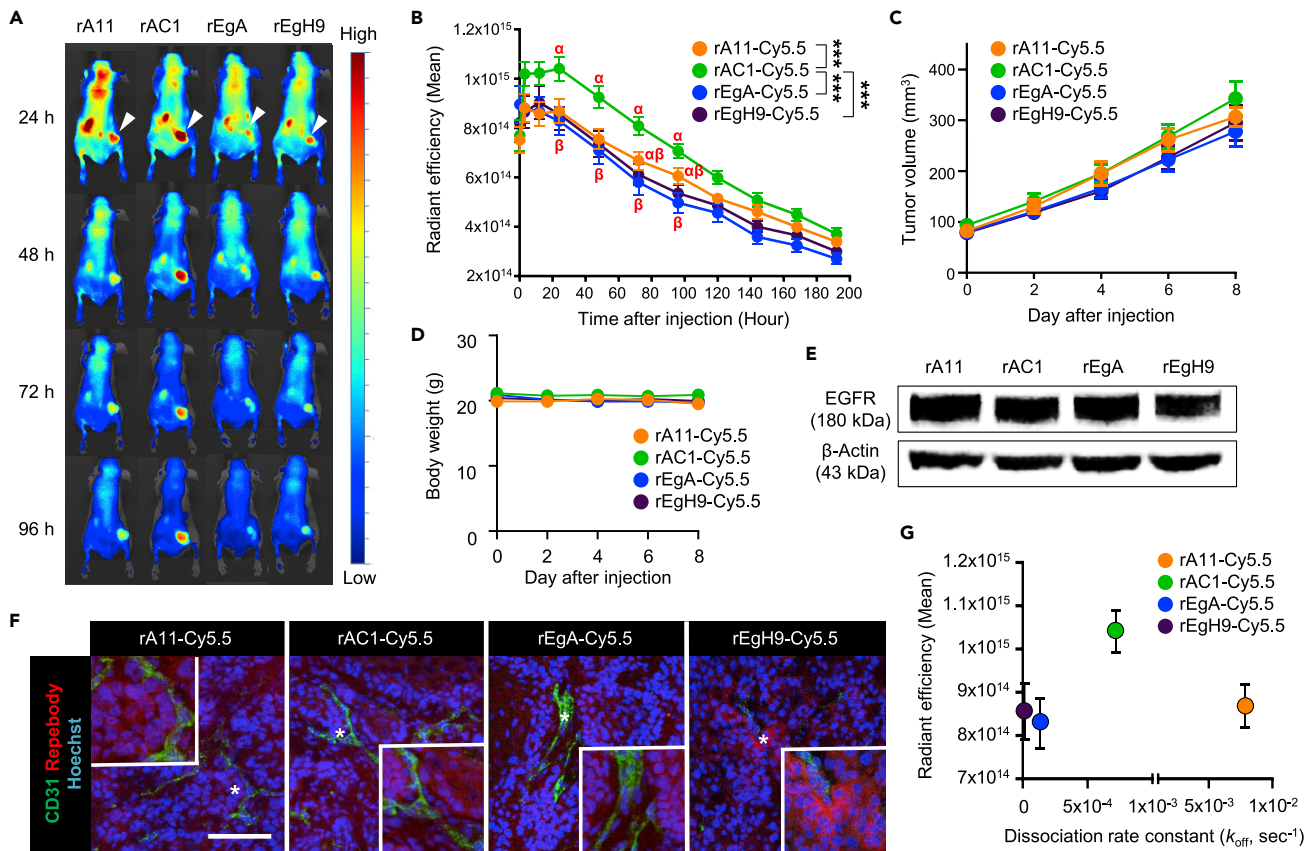 A
rA11 rAC1 rEgA rEgH9
24 h
48 h
72 h
96 h
High
Low
B
Radiant efficiency (Mean)
1.2x10¹⁵
1x10¹⁵
8x10¹⁴
6x10¹⁴
4x10¹⁴
2x10¹⁴
0 20 40 60 80 100 120 140 160 180 200
Time after injection (Hour)
rA11-Cy5.5
rAC1-Cy5.5
rEgA-Cy5.5
rEgH9-Cy5.5
*** *** ***
α α α α
αβ αβ
β β β β
C
Tumor volume (mm³)
400
300
200
100
0
0 2 4 6 8
Day after injection
rA11-Cy5.5
rAC1-Cy5.5
rEgA-Cy5.5
rEgH9-Cy5.5
D
Body weight (g)
30
20
10
0
0 2 4 6 8
Day after injection
rA11-Cy5.5
rAC1-Cy5.5
rEgA-Cy5.5
rEgH9-Cy5.5
E
rA11 rAC1 rEgA rEgH9
EGFR
(180 kDa)
β-Actin
(43 kDa)
F
CD31 Repebody
Hoechst
rA11-Cy5.5 rAC1-Cy5.5 rEgA-Cy5.5 rEgH9-Cy5.5
* * * *
G
Radiant efficiency (Mean)
1.2x10¹⁵
1.1x10¹⁵
1x10¹⁵
9x10¹⁴
8x10¹⁴
7x10¹⁴
0 5x10⁻⁴ 1x10⁻³ 5x10⁻³ 1x10⁻²
Dissociation rate constant (k_off, sec⁻¹)
rA11-Cy5.5
rAC1-Cy5.5
rEgA-Cy5.5
rEgH9-Cy5.5